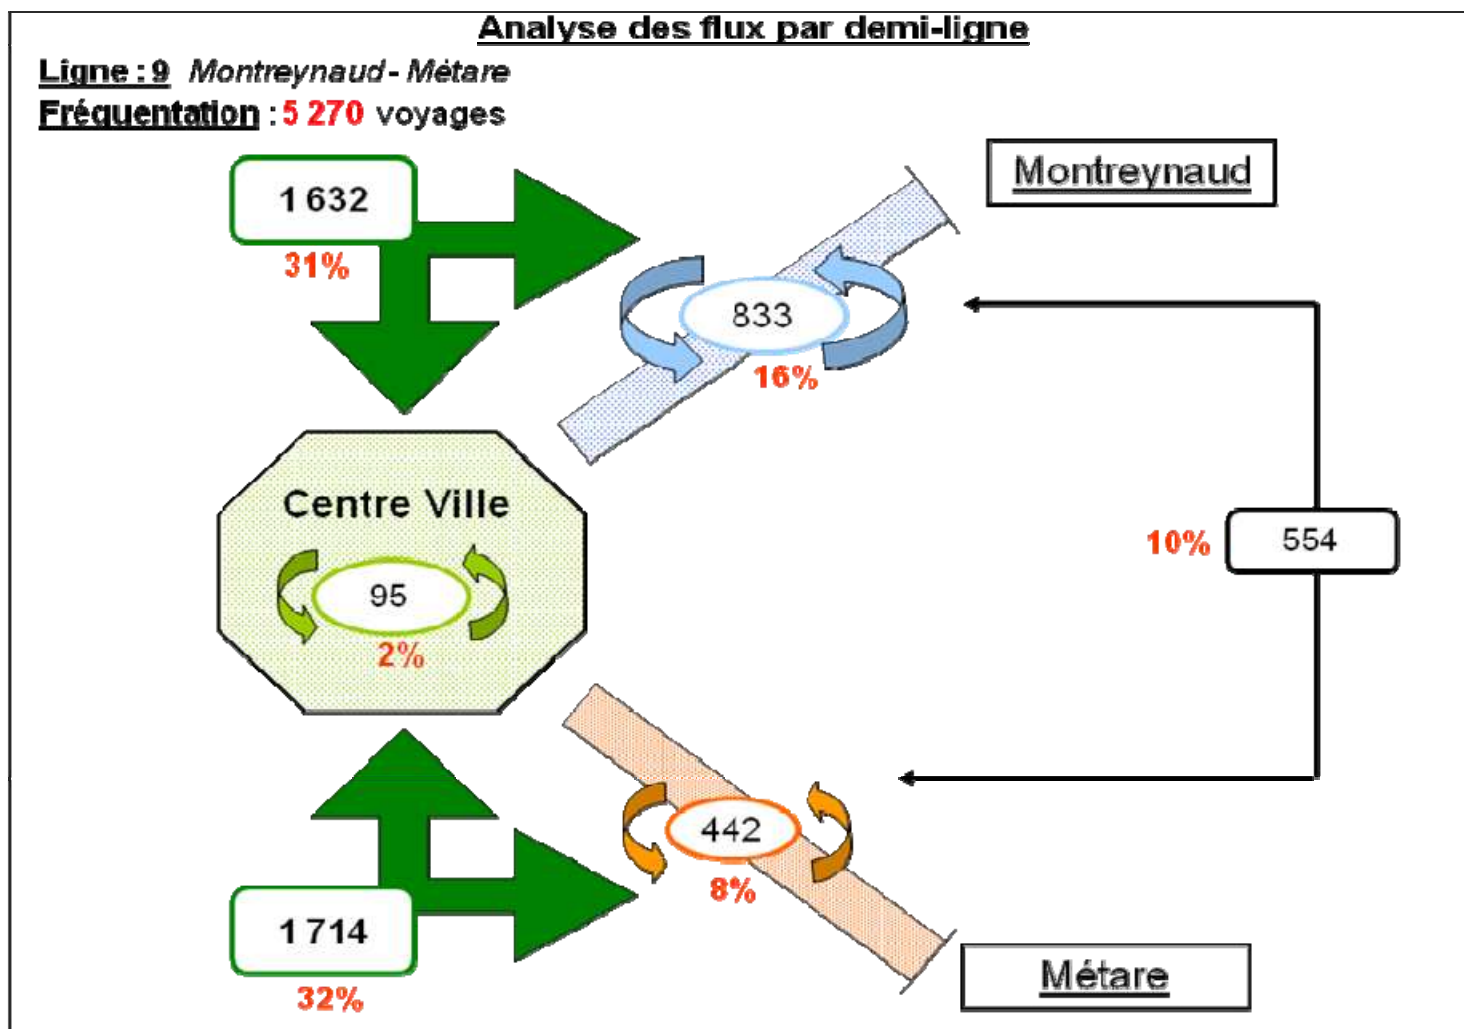 Analyse des flux par demi-ligne
Ligne : 9 Montreynaud - Métare
Fréquentation : 5 270 voyages
Montreynaud
1 632
31%
833
16%
Centre Ville
95
2%
10% 554
442
8%
1 714
32%
Métare